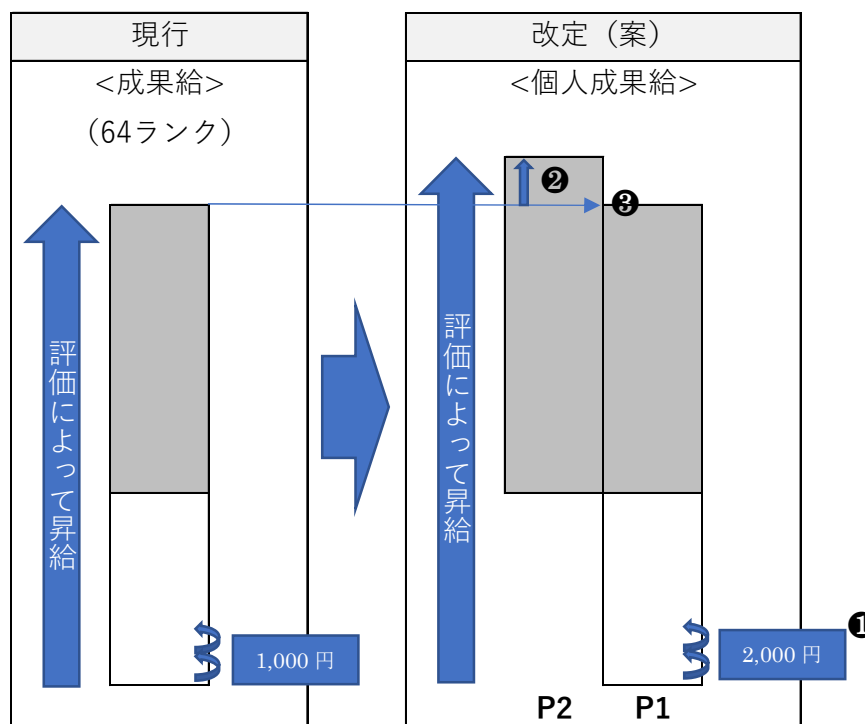 現行
<成果給>
（64ランク）
評価によって昇給
1,000 円
改定（案）
<個人成果給>
❷
❸
評価によって昇給
❶
2,000 円
P2
P1